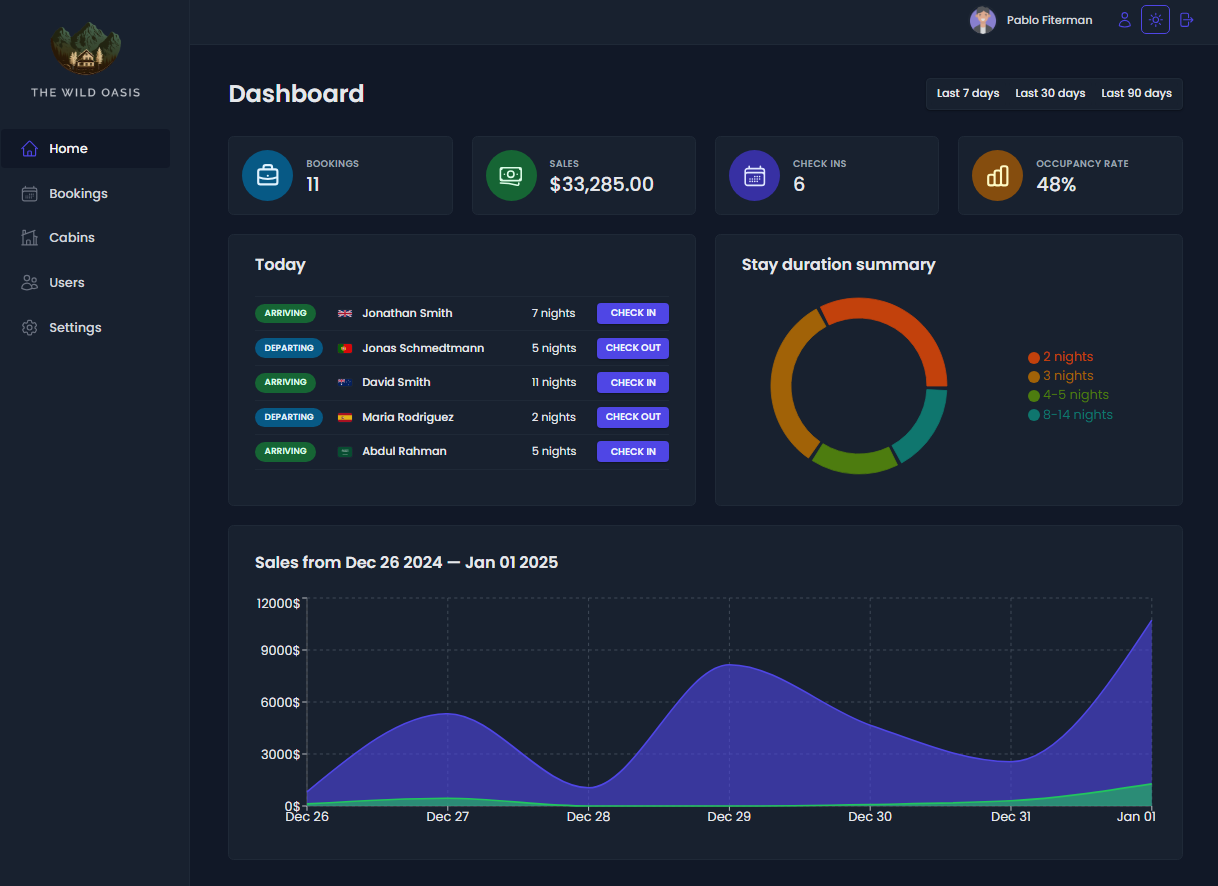 THE WILD OASIS
Home
Bookings
Cabins
Users
Settings
Pablo Fiterman
Dashboard
Last 7 days Last 30 days Last 90 days
BOOKINGS
11
SALES
$33,285.00
CHECK INS
6
OCCUPANCY RATE
48%
Today
ARRIVING Jonathan Smith 7 nights CHECK IN
DEPARTING Jonas Schmedtmann 5 nights CHECK OUT
ARRIVING David Smith 11 nights CHECK IN
DEPARTING Maria Rodriguez 2 nights CHECK OUT
ARRIVING Abdul Rahman 5 nights CHECK IN
Stay duration summary
2 nights
3 nights
4-5 nights
8-14 nights
Sales from Dec 26 2024 — Jan 01 2025
12000$
9000$
6000$
3000$
0$
Dec 26 Dec 27 Dec 28 Dec 29 Dec 30 Dec 31 Jan 01